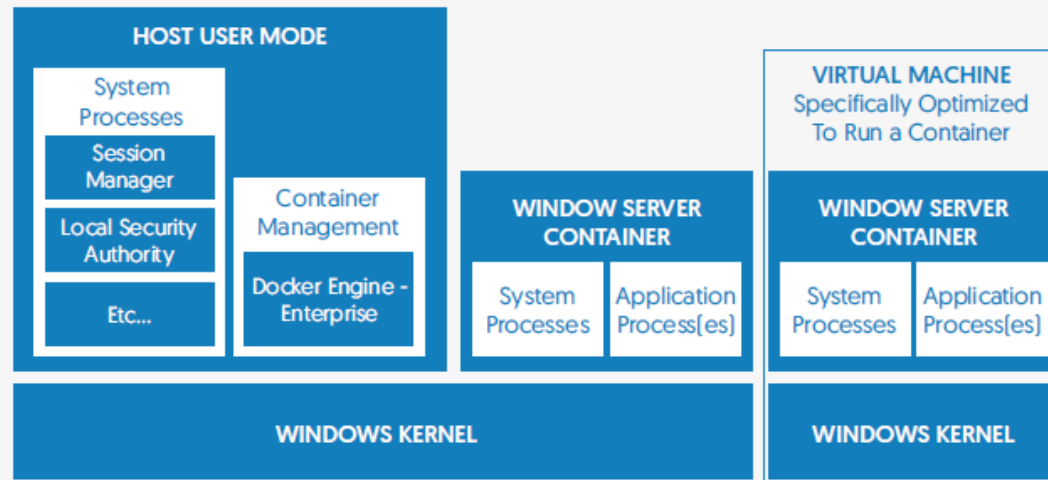 HOST USER MODE
System
Processes
Session
Manager
Local Security
Authority
Etc...
Container
Management
Docker Engine -
Enterprise
WINDOW SERVER
CONTAINER
System
Processes
Application
Process(es)
VIRTUAL MACHINE
Specifically Optimized
To Run a Container
WINDOW SERVER
CONTAINER
System
Processes
Application
Process(es)
WINDOWS KERNEL
WINDOWS KERNEL